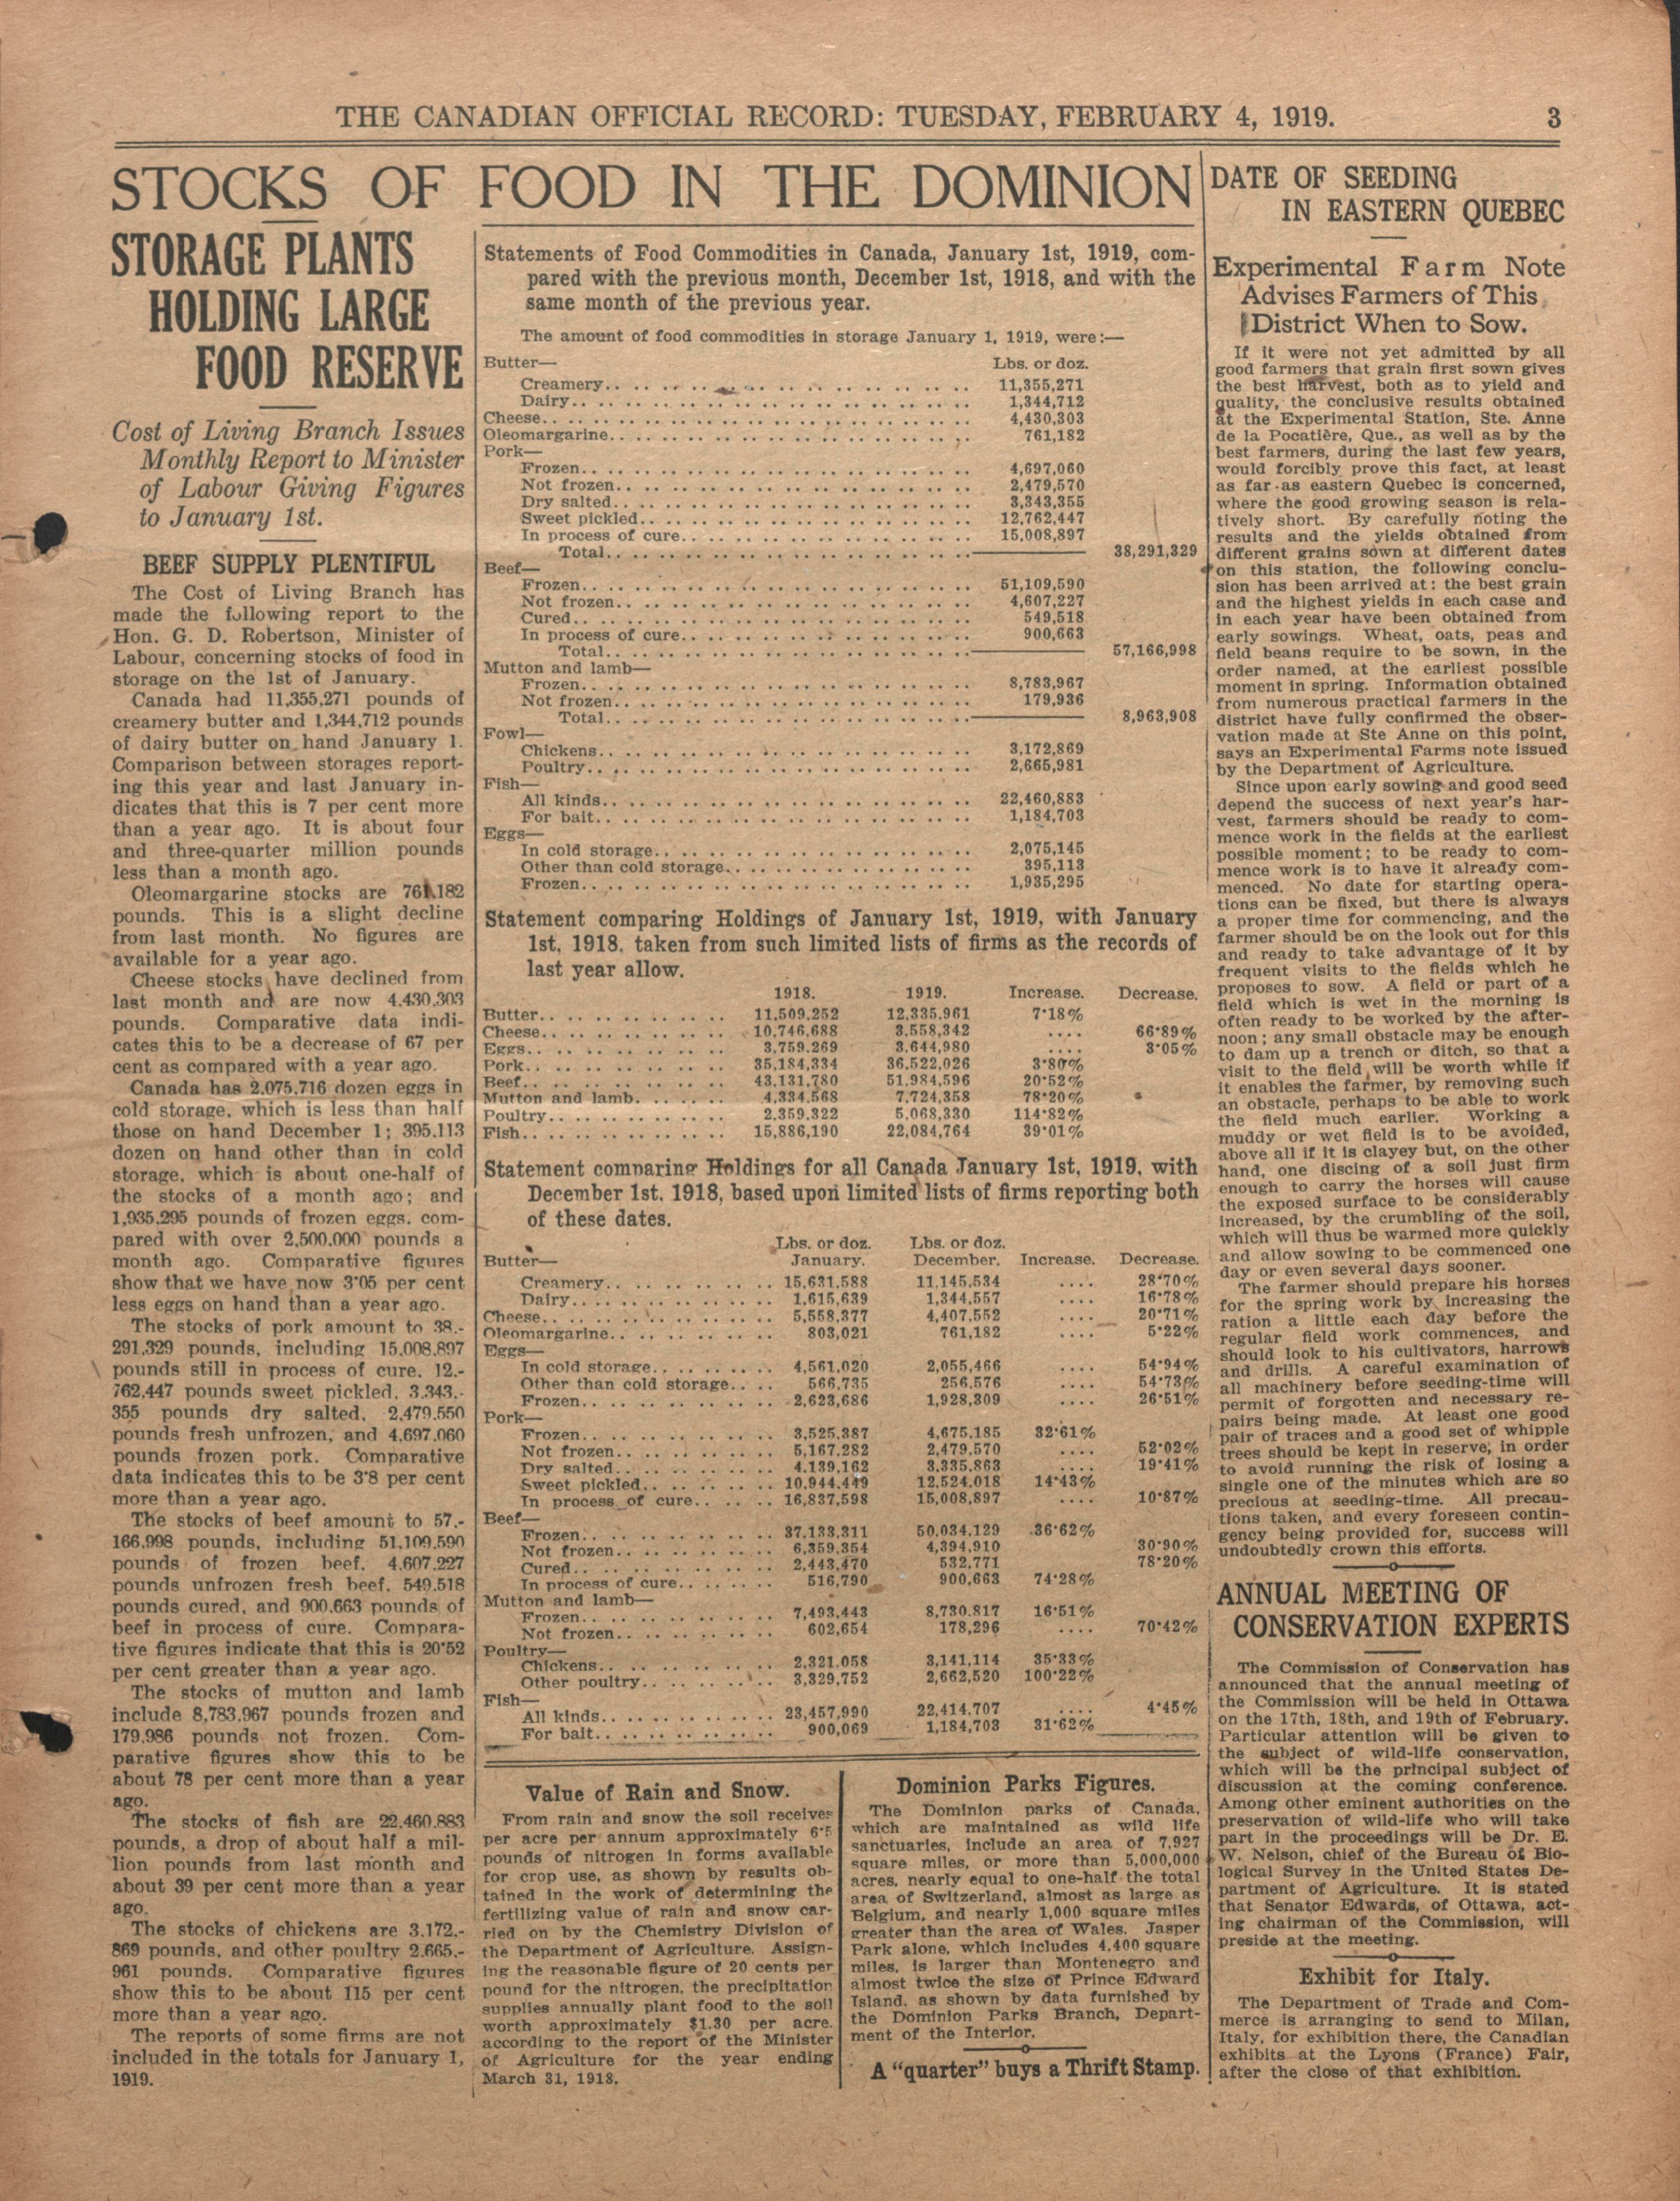 THE CANADIAN OFFICIAL RECORD: TUESDAY, FEBRUARY 4, 1919.
3
STOCKS OF FOOD IN THE DOMINION
STORAGE PLANTS
HOLDING LARGE
FOOD RESERVE
Cost of Living Branch Issues
Monthly Report to Minister
of Labour Giving Figures
to January 1st.
BEEF SUPPLY PLENTIFUL
The Cost of Living Branch has
made the following report to the
Hon. G. D. Robertson, Minister of
Labour, concerning stocks of food in
storage on the 1st of January.
Canada had 11,355,271 pounds of
creamery butter and 1,344,712 pounds
of dairy butter on hand January 1.
Comparison between storages report-
ing this year and last January in-
dicates that this is 7 per cent more
than a year ago. It is about four
and three-quarter million pounds
less than a month ago.
Oleomargarine stocks are 761,182
pounds. This is a slight decline
from last month. No figures are
available for a year ago.
Cheese stocks have declined from
last month and are now 4,430,303
pounds. Comparative data indi-
cates this to be a decrease of 67 per
cent as compared with a year ago.
Canada has 2,075,716 dozen eggs in
cold storage, which is less than half
those on hand December 1; 395,113
dozen on hand other than in cold
storage, which is about one-half of
the stocks of a month ago; and
1,935,295 pounds of frozen eggs, com-
pared with over 2,500,000 pounds a
month ago. Comparative figures
show that we have now 3·05 per cent
less eggs on hand than a year ago.
The stocks of pork amount to 38,-
291,329 pounds, including 15,008,897
pounds still in process of cure, 12,-
762,447 pounds sweet pickled, 3,343,-
355 pounds dry salted, 2,479,550
pounds fresh unfrozen, and 4,697,060
pounds frozen pork. Comparative
data indicates this to be 3·8 per cent
more than a year ago.
The stocks of beef amount to 57,-
166,998 pounds, including 51,109,590
pounds of frozen beef, 4,607,227
pounds unfrozen fresh beef, 549,518
pounds cured, and 900,663 pounds of
beef in process of cure. Compara-
tive figures indicate that this is 20·52
per cent greater than a year ago.
The stocks of mutton and lamb
include 8,783,967 pounds frozen and
179,986 pounds not frozen. Com-
parative figures show this to be
about 78 per cent more than a year
ago.
The stocks of fish are 22,460,883
pounds, a drop of about half a mil-
lion pounds from last month and
about 39 per cent more than a year
ago.
The stocks of chickens are 3,172,-
869 pounds, and other poultry 2,665,-
961 pounds. Comparative figures
show this to be about 115 per cent
more than a year ago.
The reports of some firms are not
included in the totals for January 1,
1919.
Statements of Food Commodities in Canada, January 1st, 1919, com-
pared with the previous month, December 1st, 1918, and with the
same month of the previous year.
The amount of food commodities in storage January 1, 1919, were:—
Butter— Lbs. or doz.
Creamery.. 11,355,271
Dairy.. 1,344,712
Cheese.. 4,430,303
Oleomargarine.. 761,182
Pork—
Frozen.. 4,697,060
Not frozen.. 2,479,570
Dry salted.. 3,343,355
Sweet pickled.. 12,762,447
In process of cure.. 15,008,897
Total.. 38,291,329
Beef—
Frozen.. 51,109,590
Not frozen.. 4,607,227
Cured.. 549,518
In process of cure.. 900,663
Total.. 57,166,998
Mutton and lamb—
Frozen.. 8,783,967
Not frozen.. 179,936
Total.. 8,963,908
Fowl—
Chickens.. 3,172,869
Poultry.. 2,665,981
Fish—
All kinds.. 22,460,883
For bait.. 1,184,703
Eggs—
In cold storage.. 2,075,145
Other than cold storage.. 395,113
Frozen.. 1,935,295
Statement comparing Holdings of January 1st, 1919, with January
1st, 1918, taken from such limited lists of firms as the records of
last year allow.
1918. 1919. Increase. Decrease.
Butter.. 11,509,252 12,335,961 7·18%
Cheese.. 10,746,688 3,558,342 .... 66·89%
Eggs.. 3,759,269 3,644,980 .... 3·05%
Pork.. 35,184,334 36,522,026 3·80%
Beef.. 43,131,780 51,984,596 20·52%
Mutton and lamb.. 4,334,568 7,724,358 78·20%
Poultry.. 2,359,322 5,068,330 114·82%
Fish.. 15,886,190 22,084,764 39·01%
Statement comparing Holdings for all Canada January 1st, 1919, with
December 1st, 1918, based upon limited lists of firms reporting both
of these dates.
Lbs. or doz. Lbs. or doz.
Butter— January. December. Increase. Decrease.
Creamery.. 15,631,588 11,145,534 .... 28·70%
Dairy.. 1,615,639 1,344,557 .... 16·78%
Cheese.. 5,558,377 4,407,552 .... 20·71%
Oleomargarine.. 803,021 761,182 .... 5·22%
Eggs—
In cold storage.. 4,561,020 2,055,466 .... 54·94%
Other than cold storage.. 566,735 256,576 .... 54·73%
Frozen.. 2,623,686 1,928,309 .... 26·51%
Pork—
Frozen.. 3,525,387 4,675,185 32·61%
Not frozen.. 5,167,282 2,479,570 .... 52·02%
Dry salted.. 4,139,162 3,335,863 .... 19·41%
Sweet pickled.. 10,944,449 12,524,018 14·43%
In process of cure.. 16,837,598 15,008,897 .... 10·87%
Beef—
Frozen.. 37,133,311 50,034,129 36·62%
Not frozen.. 6,359,354 4,394,910 30·90%
Cured.. 2,443,470 532,771 78·20%
In process of cure.. 516,790 900,663 74·28%
Mutton and lamb—
Frozen.. 7,493,443 8,730,817 16·51%
Not frozen.. 602,654 178,296 .... 70·42%
Poultry—
Chickens.. 2,321,058 3,141,114 35·33%
Other poultry.. 3,329,752 2,662,520 100·22%
Fish—
All kinds.. 23,457,990 22,414,707 .... 4·45%
For bait.. 900,069 1,184,703 31·62%
Value of Rain and Snow.
From rain and snow the soil receives
per acre per annum approximately 6·5
pounds of nitrogen in forms available
for crop use, as shown by results ob-
tained in the work of determining the
fertilizing value of rain and snow car-
ried on by the Chemistry Division of
the Department of Agriculture. Assign-
ing the reasonable figure of 20 cents per
pound for the nitrogen, the precipitation
supplies annually plant food to the soil
worth approximately $1.30 per acre,
according to the report of the Minister
of Agriculture for the year ending
March 31, 1918.
Dominion Parks Figures.
The Dominion parks of Canada,
which are maintained as wild life
sanctuaries, include an area of 7,927
square miles, or more than 5,000,000
acres, nearly equal to one-half the total
area of Switzerland, almost as large as
Belgium, and nearly 1,000 square miles
greater than the area of Wales. Jasper
Park alone, which includes 4,400 square
miles, is larger than Montenegro and
almost twice the size of Prince Edward
Island, as shown by data furnished by
the Dominion Parks Branch, Depart-
ment of the Interior.
A "quarter" buys a Thrift Stamp.
DATE OF SEEDING
IN EASTERN QUEBEC
Experimental Farm Note
Advises Farmers of This
District When to Sow.
If it were not yet admitted by all
good farmers that grain first sown gives
the best harvest, both as to yield and
quality, the conclusive results obtained
at the Experimental Station, Ste. Anne
de la Pocatière, Que., as well as by the
best farmers, during the last few years,
would forcibly prove this fact, at least
as far as eastern Quebec is concerned,
where the good growing season is rela-
tively short. By carefully noting the
results and the yields obtained from
different grains sown at different dates
on this station, the following conclu-
sion has been arrived at: the best grain
and the highest yields in each case and
in each year have been obtained from
early sowings. Wheat, oats, peas and
field beans require to be sown, in the
order named, at the earliest possible
moment in spring. Information obtained
from numerous practical farmers in the
district have fully confirmed the obser-
vation made at Ste Anne on this point,
says an Experimental Farms note issued
by the Department of Agriculture.
Since upon early sowing and good seed
depend the success of next year's har-
vest, farmers should be ready to com-
mence work in the fields at the earliest
possible moment; to be ready to com-
mence work is to have it already com-
menced. No date for starting opera-
tions can be fixed, but there is always
a proper time for commencing, and the
farmer should be on the look out for this
and ready to take advantage of it by
frequent visits to the fields which he
proposes to sow. A field or part of a
field which is wet in the morning is
often ready to be worked by the after-
noon; any small obstacle may be enough
to dam up a trench or ditch, so that a
visit to the field will be worth while if
it enables the farmer, by removing such
an obstacle, perhaps to be able to work
the field much earlier. Working a
muddy or wet field is to be avoided,
above all if it is clayey but, on the other
hand, one discing of a soil just firm
enough to carry the horses will cause
the exposed surface to be considerably
increased, by the crumbling of the soil,
which will thus be warmed more quickly
and allow sowing to be commenced one
day or even several days sooner.
The farmer should prepare his horses
for the spring work by increasing the
ration a little each day before the
regular field work commences, and
should look to his cultivators, harrows
and drills. A careful examination of
all machinery before seeding-time will
permit of forgotten and necessary re-
pairs being made. At least one good
pair of traces and a good set of whipple
trees should be kept in reserve, in order
to avoid running the risk of losing a
single one of the minutes which are so
precious at seeding-time. All precau-
tions taken, and every foreseen contin-
gency being provided for, success will
undoubtedly crown this efforts.
ANNUAL MEETING OF
CONSERVATION EXPERTS
The Commission of Conservation has
announced that the annual meeting of
the Commission will be held in Ottawa
on the 17th, 18th, and 19th of February.
Particular attention will be given to
the subject of wild-life conservation,
which will be the principal subject of
discussion at the coming conference.
Among other eminent authorities on the
preservation of wild-life who will take
part in the proceedings will be Dr. E.
W. Nelson, chief of the Bureau of Bio-
logical Survey in the United States De-
partment of Agriculture. It is stated
that Senator Edwards, of Ottawa, act-
ing chairman of the Commission, will
preside at the meeting.
Exhibit for Italy.
The Department of Trade and Com-
merce is arranging to send to Milan,
Italy, for exhibition there, the Canadian
exhibits at the Lyons (France) Fair,
after the close of that exhibition.